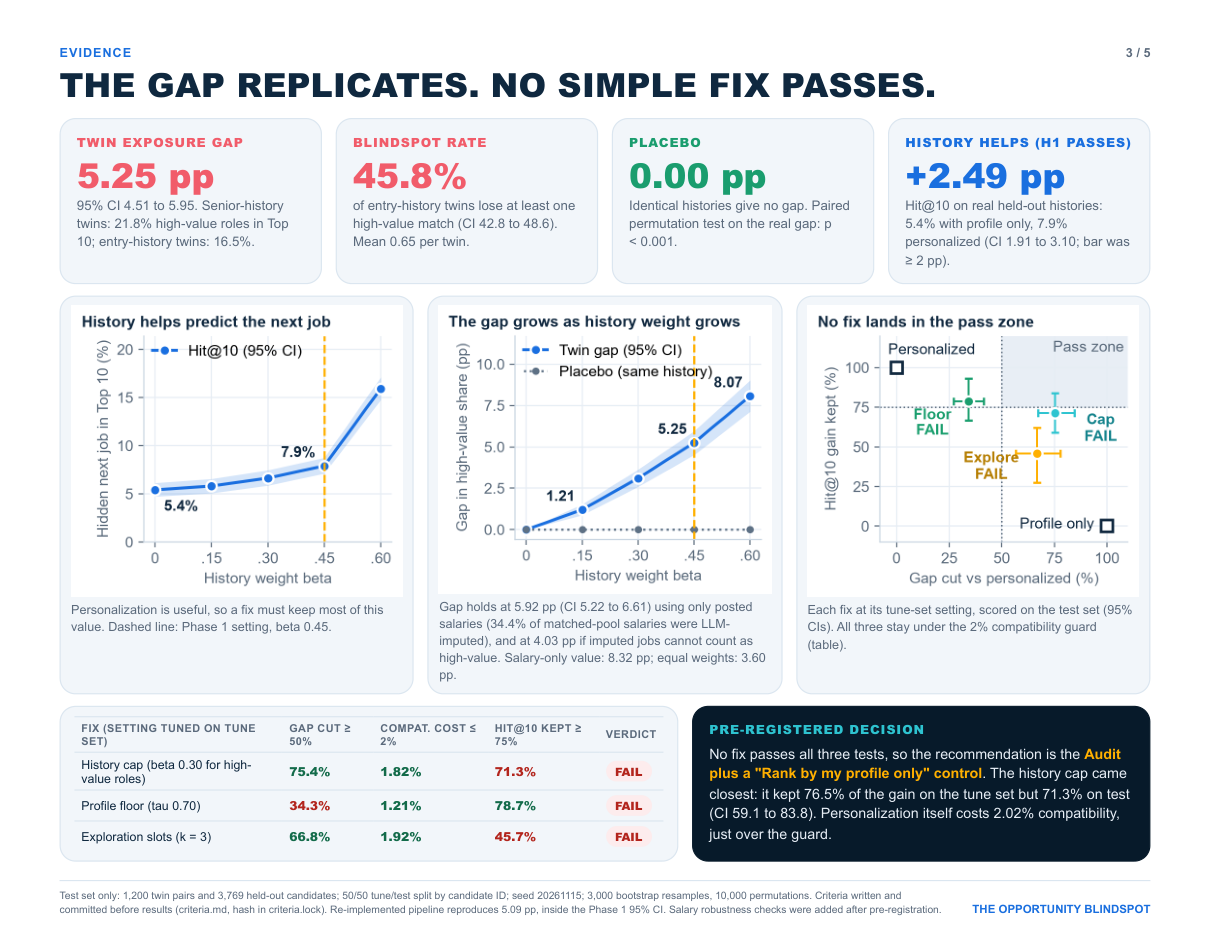 EVIDENCE
3 / 5
THE GAP REPLICATES. NO SIMPLE FIX PASSES.
TWIN EXPOSURE GAP
5.25 pp
95% CI 4.51 to 5.95. Senior-history
twins: 21.8% high-value roles in Top
10; entry-history twins: 16.5%.
BLINDSPOT RATE
45.8%
of entry-history twins lose at least one
high-value match (CI 42.8 to 48.6).
Mean 0.65 per twin.
PLACEBO
0.00 pp
Identical histories give no gap. Paired
permutation test on the real gap: p
< 0.001.
HISTORY HELPS (H1 PASSES)
+2.49 pp
Hit@10 on real held-out histories:
5.4% with profile only, 7.9%
personalized (CI 1.91 to 3.10; bar was
≥ 2 pp).
History helps predict the next job
Hit@10 (95% CI)
Hidden next job in Top 10 (%)
20
15
10
5
0
7.9%
5.4%
0 .15 .30 .45 .60
History weight beta
Personalization is useful, so a fix must keep most of this
value. Dashed line: Phase 1 setting, beta 0.45.
The gap grows as history weight grows
Twin gap (95% CI)
Placebo (same history)
Gap in high-value share (pp)
10.0
7.5
5.0
2.5
0.0
8.07
5.25
1.21
0 .15 .30 .45 .60
History weight beta
Gap holds at 5.92 pp (CI 5.22 to 6.61) using only posted
salaries (34.4% of matched-pool salaries were LLM-
imputed), and at 4.03 pp if imputed jobs cannot count as
high-value. Salary-only value: 8.32 pp; equal weights: 3.60
pp.
No fix lands in the pass zone
Personalized
Pass zone
Hit@10 gain kept (%)
100
75
50
25
0
Floor
FAIL
Cap
FAIL
Explore
FAIL
Profile only
0 25 50 75 100
Gap cut vs personalized (%)
Each fix at its tune-set setting, scored on the test set (95%
CIs). All three stay under the 2% compatibility guard
(table).
FIX (SETTING TUNED ON TUNE
SET)
GAP CUT ≥
50%
COMPAT. COST ≤
2%
HIT@10 KEPT ≥
75%
VERDICT
History cap (beta 0.30 for high-
value roles)
75.4% 1.82% 71.3% FAIL
Profile floor (tau 0.70) 34.3% 1.21% 78.7% FAIL
Exploration slots (k = 3) 66.8% 1.92% 45.7% FAIL
PRE-REGISTERED DECISION
No fix passes all three tests, so the recommendation is the Audit
plus a "Rank by my profile only" control. The history cap came
closest: it kept 76.5% of the gain on the tune set but 71.3% on test
(CI 59.1 to 83.8). Personalization itself costs 2.02% compatibility,
just over the guard.
Test set only: 1,200 twin pairs and 3,769 held-out candidates; 50/50 tune/test split by candidate ID; seed 20261115; 3,000 bootstrap resamples, 10,000 permutations. Criteria written and
committed before results (criteria.md, hash in criteria.lock). Re-implemented pipeline reproduces 5.09 pp, inside the Phase 1 95% CI. Salary robustness checks were added after pre-registration.
THE OPPORTUNITY BLINDSPOT